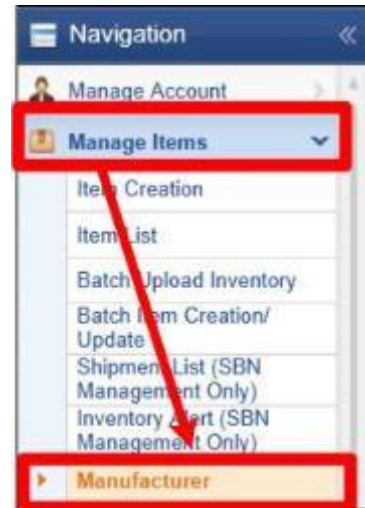 Navigation
Manage Account
Manage Items
Item Creation
Item List
Batch Upload Inventory
Batch Item Creation/
Update
Shipment List (SBN
Management Only)
Inventory Alert (SBN
Management Only)
Manufacturer